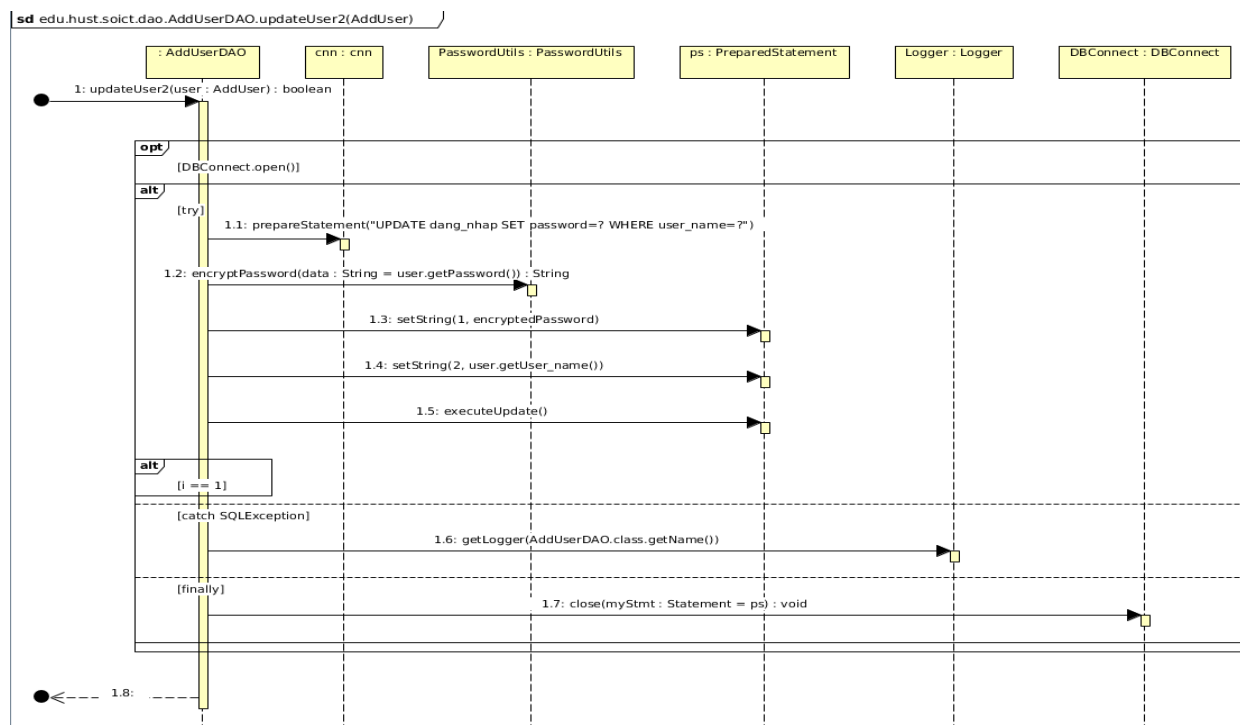 sd edu.hust.soict.dao.AddUserDAO.updateUser2(AddUser)
: AddUserDAO
cnn : cnn
PasswordUtils : PasswordUtils
ps : PreparedStatement
Logger : Logger
DBConnect : DBConnect
1: updateUser2(user : AddUser) : boolean
opt
[DBConnect.open()]
alt
[try]
1.1: prepareStatement("UPDATE dang_nhap SET password=? WHERE user_name=?")
1.2: encryptPassword(data : String = user.getPassword()) : String
1.3: setString(1, encryptedPassword)
1.4: setString(2, user.getUser_name())
1.5: executeUpdate()
alt
[i == 1]
[catch SQLException]
1.6: getLogger(AddUserDAO.class.getName())
[finally]
1.7: close(myStmt : Statement = ps) : void
1.8: